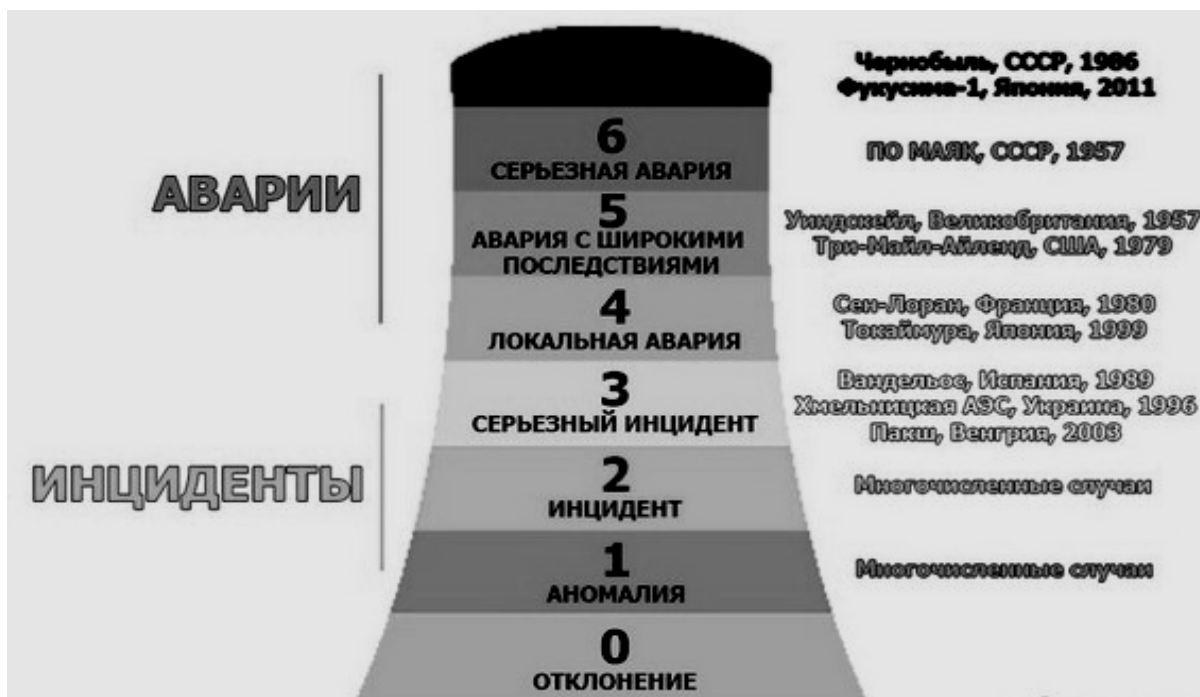 Чернобыль, СССР, 1986
Фукусима-1, Япония, 2011
АВАРИИ
6
СЕРЬЕЗНАЯ АВАРИЯ
ПО МАЯК, СССР, 1957
5
АВАРИЯ С ШИРОКИМИ
ПОСЛЕДСТВИЯМИ
Уиндскейл, Великобритания, 1957
Три-Майл-Айленд, США, 1979
4
ЛОКАЛЬНАЯ АВАРИЯ
Сен-Лоран, Франция, 1980
Токаймура, Япония, 1999
ИНЦИДЕНТЫ
3
СЕРЬЕЗНЫЙ ИНЦИДЕНТ
Вандельос, Испания, 1989
Хмельницкая АЭС, Украина, 1996
Пакш, Венгрия, 2003
2
ИНЦИДЕНТ
Многочисленные случаи
1
АНОМАЛИЯ
Многочисленные случаи
0
ОТКЛОНЕНИЕ